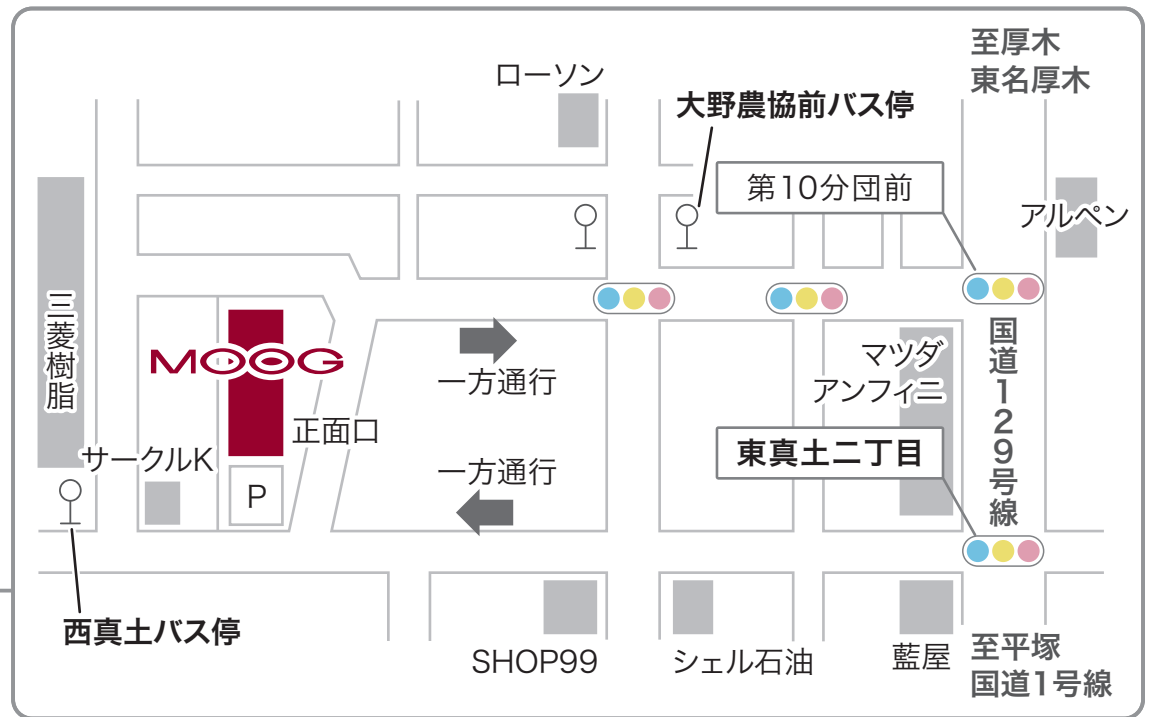 至厚木
東名厚木
ローソン
大野農協前バス停
第10分団前
アルペン
三菱樹脂
MOOG
一方通行
マツダ
アンフィニ
国道129号線
正面口
サークルK
一方通行
東真土二丁目
P
西真土バス停
SHOP99
シェル石油
藍屋
至平塚
国道1号線